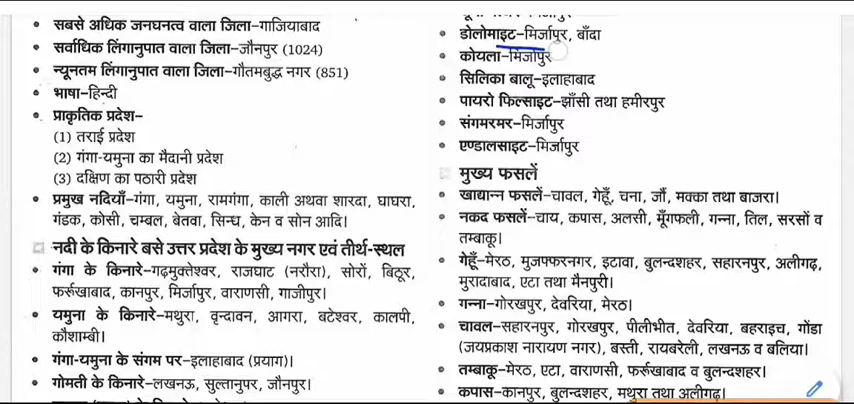 सबसे अधिक जनघनत्व वाला जिला–गाजियाबाद
सर्वाधिक लिंगानुपात वाला जिला–जौनपुर (1024)
न्यूनतम लिंगानुपात वाला जिला–गौतमबुद्ध नगर (851)
भाषा–हिन्दी
प्राकृतिक प्रदेश–
(1) तराई प्रदेश
(2) गंगा-यमुना का मैदानी प्रदेश
(3) दक्षिण का पठारी प्रदेश
प्रमुख नदियाँ–गंगा, यमुना, रामगंगा, काली अथवा शारदा, घाघरा,
गंडक, कोसी, चम्बल, बेतवा, सिन्ध, केन व सोन आदि।
नदी के किनारे बसे उत्तर प्रदेश के मुख्य नगर एवं तीर्थ-स्थल
गंगा के किनारे–गढ़मुक्तेश्वर, राजघाट (नरौरा), सोरों, बिठूर,
फर्रुखाबाद, कानपुर, मिर्जापुर, वाराणसी, गाजीपुर।
यमुना के किनारे–मथुरा, वृन्दावन, आगरा, बटेश्वर, कालपी,
कौशाम्बी।
गंगा-यमुना के संगम पर–इलाहाबाद (प्रयाग)।
गोमती के किनारे–लखनऊ, सुल्तानुपर, जौनपुर।
डोलोमाइट–मिर्जापुर, बाँदा
कोयला–मिर्जापुर
सिलिका बालू–इलाहाबाद
पायरो फिल्साइट–झाँसी तथा हमीरपुर
संगमरमर–मिर्जापुर
एण्डालसाइट–मिर्जापुर
मुख्य फसलें
खाद्यान्न फसलें–चावल, गेहूँ, चना, जौं, मक्का तथा बाजरा।
नकद फसलें–चाय, कपास, अलसी, मूँगफली, गन्ना, तिल, सरसों व
तम्बाकू।
गेहूँ–मेरठ, मुजफ्फरनगर, इटावा, बुलन्दशहर, सहारनपुर, अलीगढ़,
मुरादाबाद, एटा तथा मैनपुरी।
गन्ना–गोरखपुर, देवरिया, मेरठ।
चावल–सहारनपुर, गोरखपुर, पीलीभीत, देवरिया, बहराइच, गोंडा
(जयप्रकाश नारायण नगर), बस्ती, रायबरेली, लखनऊ व बलिया।
तम्बाकू–मेरठ, एटा, वाराणसी, फर्रुखाबाद व बुलन्दशहर।
कपास–कानपुर, बुलन्दशहर, मथुरा तथा अलीगढ़।